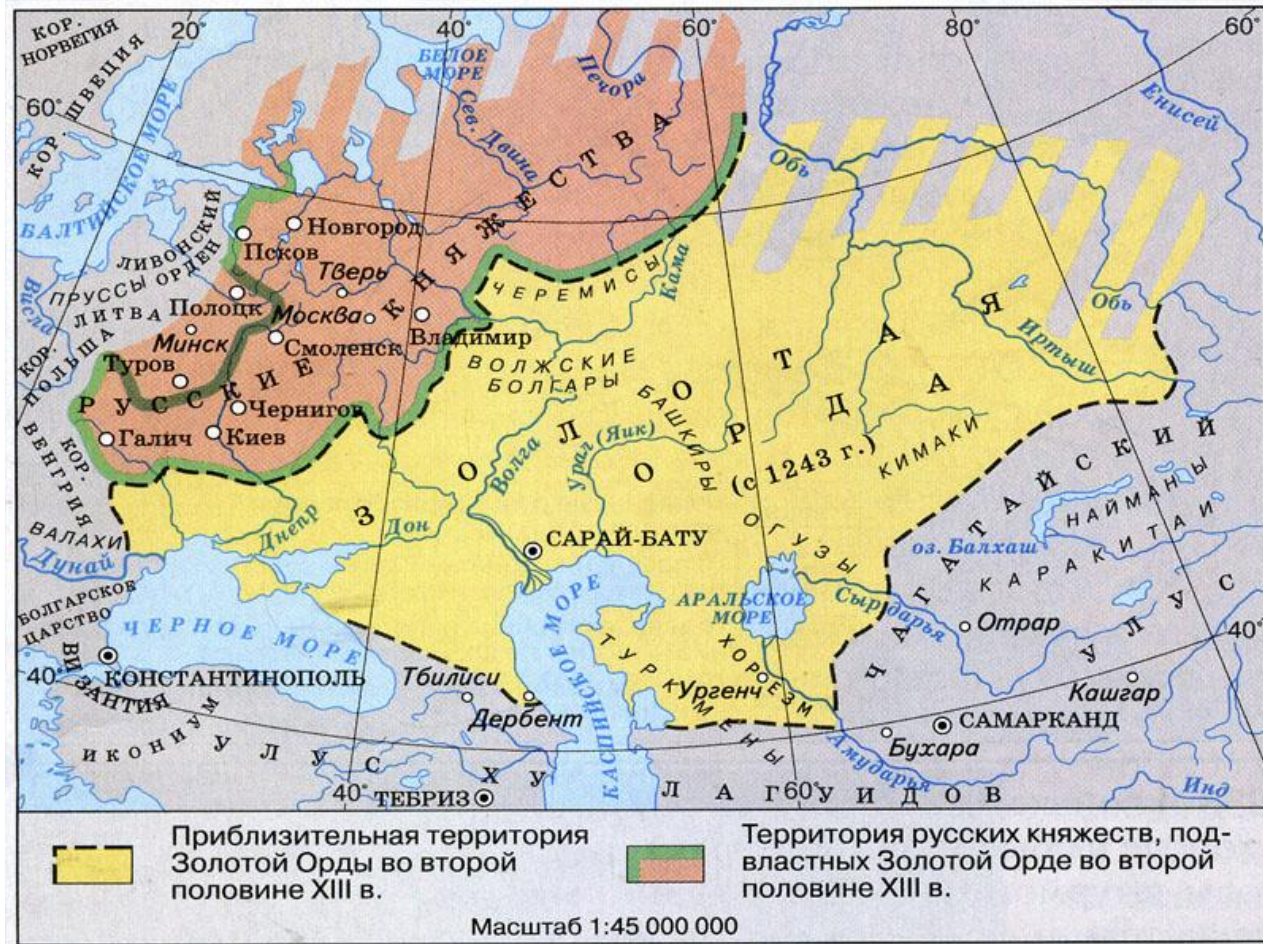 20°
40°
60°
80°
60°
КОР. НОРВЕГИЯ
КОР. ШВЕЦИЯ
60°
БЕЛОЕ
МОРЕ
Печора
Сев. Двина
Енисей
Обь
БАЛТИЙСКОЕ МОРЕ
РУССКИЕ КНЯЖЕСТВА
Новгород
Псков
ЛИВОНСКИЙ
ОРДЕН
ПРУССЫ
Тверь
ЧЕРЕМИСЫ
Кама
Висла
ЛИТВА
Полоцк
Москва
Владимир
Обь
Минск
Смоленск
Иртыш
КОР. ПОЛЬША
Туров
ВОЛЖСКИЕ
БОЛГАРЫ
ЗОЛОТАЯ
ОРДА
(с 1243 г.)
БАШКИРЫ
Чернигов
Галич
Киев
Волга
Урал (Яик)
КИМАКИ
КОР. ВЕНГРИЯ
ЧАГАТАЙСКИЙ
УЛУС
НАЙМАНЫ
КАРАКИТАИ
ОГУЗЫ
оз. Балхаш
ВАЛАХИ
Днепр
Дон
САРАЙ-БАТУ
Дунай
БОЛГАРСКОЕ
ЦАРСТВО
АРАЛЬСКОЕ
МОРЕ
Сырдарья
Отрар
ЧЕРНОЕ МОРЕ
КАСПИЙСКОЕ МОРЕ
40°
40°
КОНСТАНТИНОПОЛЬ
ВИЗАНТИЯ
Тбилиси
Дербент
ТУРКМЕНЫ
Ургенч
ХОРЕЗМ
Кашгар
САМАРКАНД
Бухара
Амударья
ИКОНИУМ
УЛУС ХУЛАГУИДОВ
40°
ТЕБРИЗ
60°
Инд
Приблизительная территория
Золотой Орды во второй
половине XIII в.
Территория русских княжеств, под-
властных Золотой Орде во второй
половине XIII в.
Масштаб 1:45 000 000